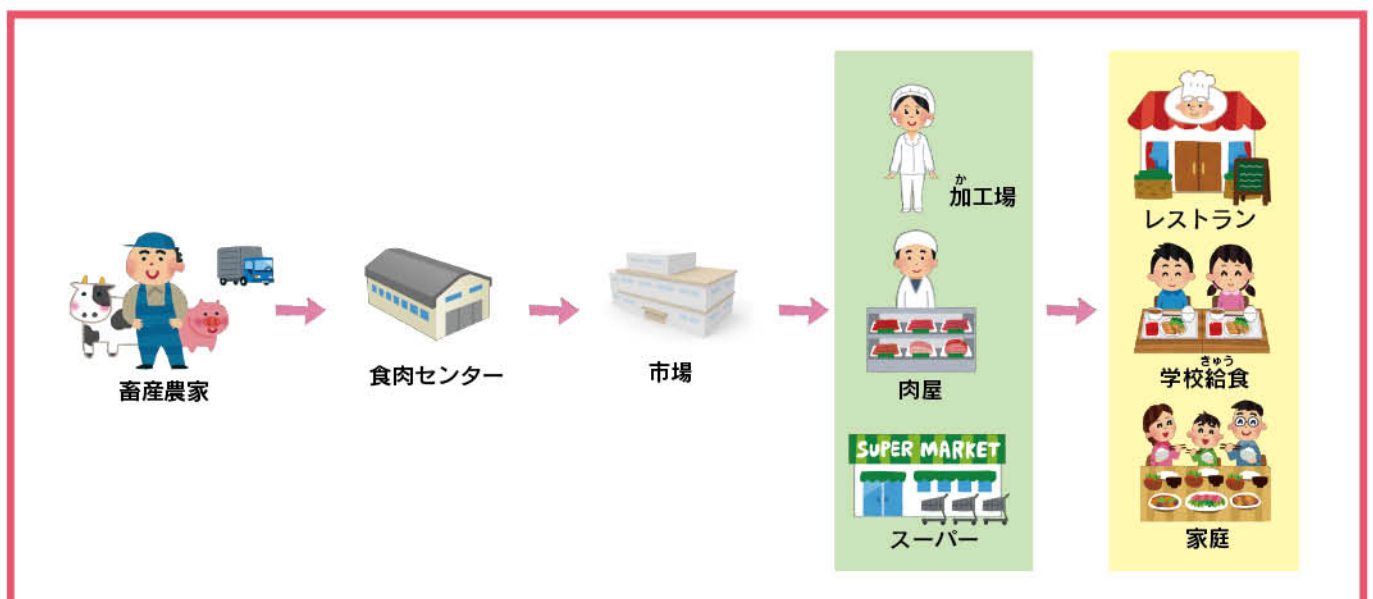 畜産農家
食肉センター
市場
か
加工場
肉屋
SUPER MARKET
スーパー
レストラン
きゅう
学校給食
家庭